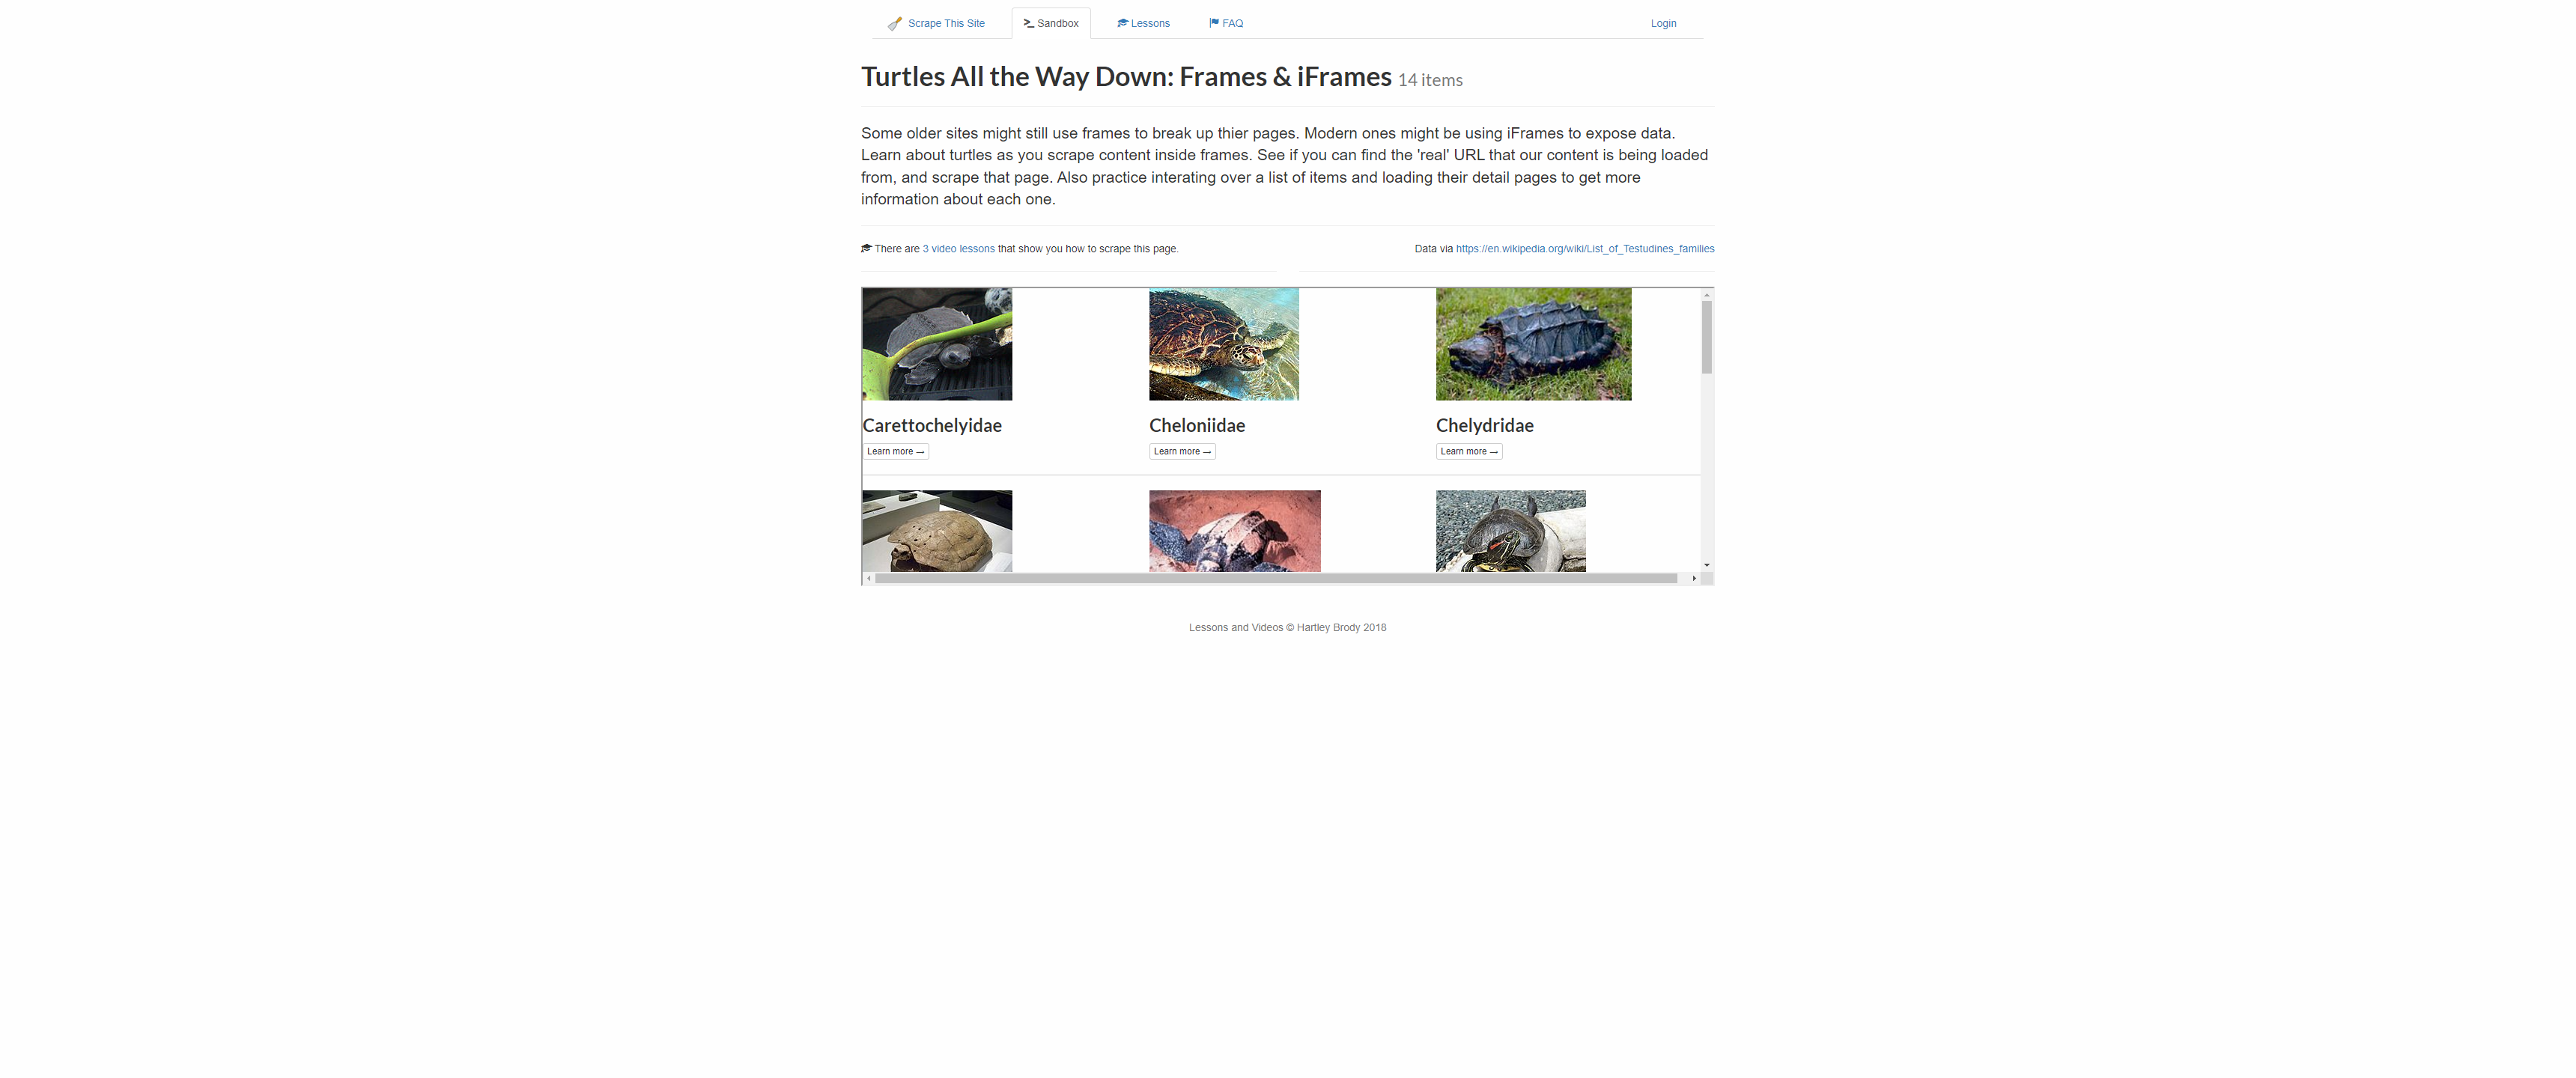 Scrape This Site
Sandbox
Lessons
FAQ
Login
Turtles All the Way Down: Frames & iFrames 14 items
Some older sites might still use frames to break up thier pages. Modern ones might be using iFrames to expose data.
Learn about turtles as you scrape content inside frames. See if you can find the 'real' URL that our content is being loaded
from, and scrape that page. Also practice interating over a list of items and loading their detail pages to get more
information about each one.
There are 3 video lessons that show you how to scrape this page.
Data via https://en.wikipedia.org/wiki/List_of_Testudines_families
Carettochelyidae
Cheloniidae
Chelydridae
Learn more →
Learn more →
Learn more →
Lessons and Videos © Hartley Brody 2018